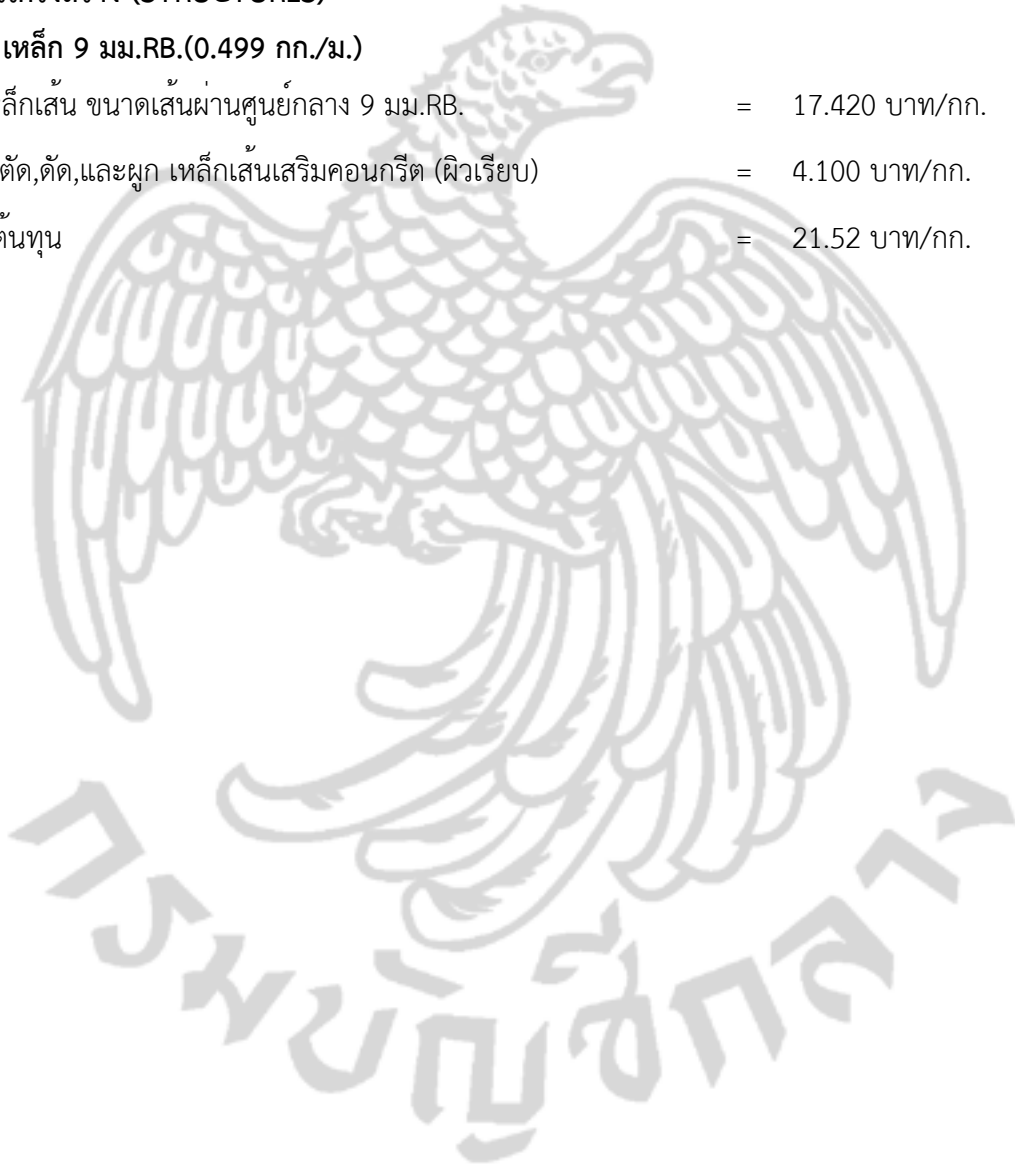 (STRUCTURES)
เหล็ก 9 มม.RB.(0.499 กก./ม.)
ล็กเส้น ขนาดเส้นผ่านศูนย์กลาง 9 มม.RB. = 17.420 บาท/กก.
ตัด,ดัด,และผูก เหล็กเส้นเสริมคอนกรีต (ผิวเรียบ) = 4.100 บาท/กก.
ต้นทุน = 21.52 บาท/กก.
กรมบัญชีกลาง